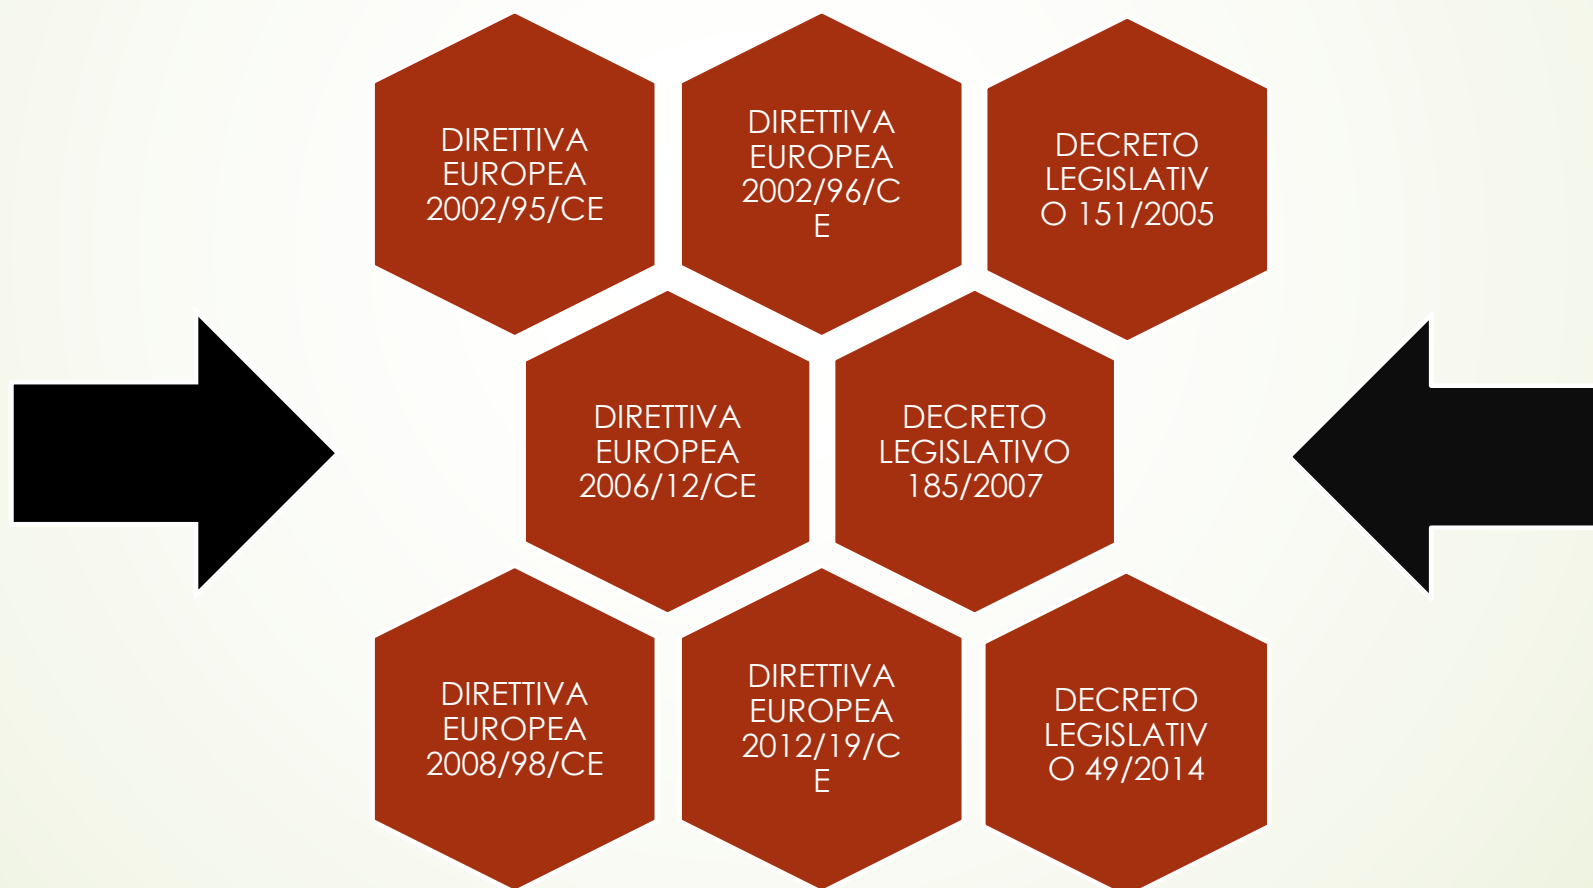 DIRETTIVA
EUROPEA
2002/95/CE
DIRETTIVA
EUROPEA
2002/96/C
E
DECRETO
LEGISLATIV
O 151/2005
DIRETTIVA
EUROPEA
2006/12/CE
DECRETO
LEGISLATIVO
185/2007
DIRETTIVA
EUROPEA
2008/98/CE
DIRETTIVA
EUROPEA
2012/19/C
E
DECRETO
LEGISLATIV
O 49/2014